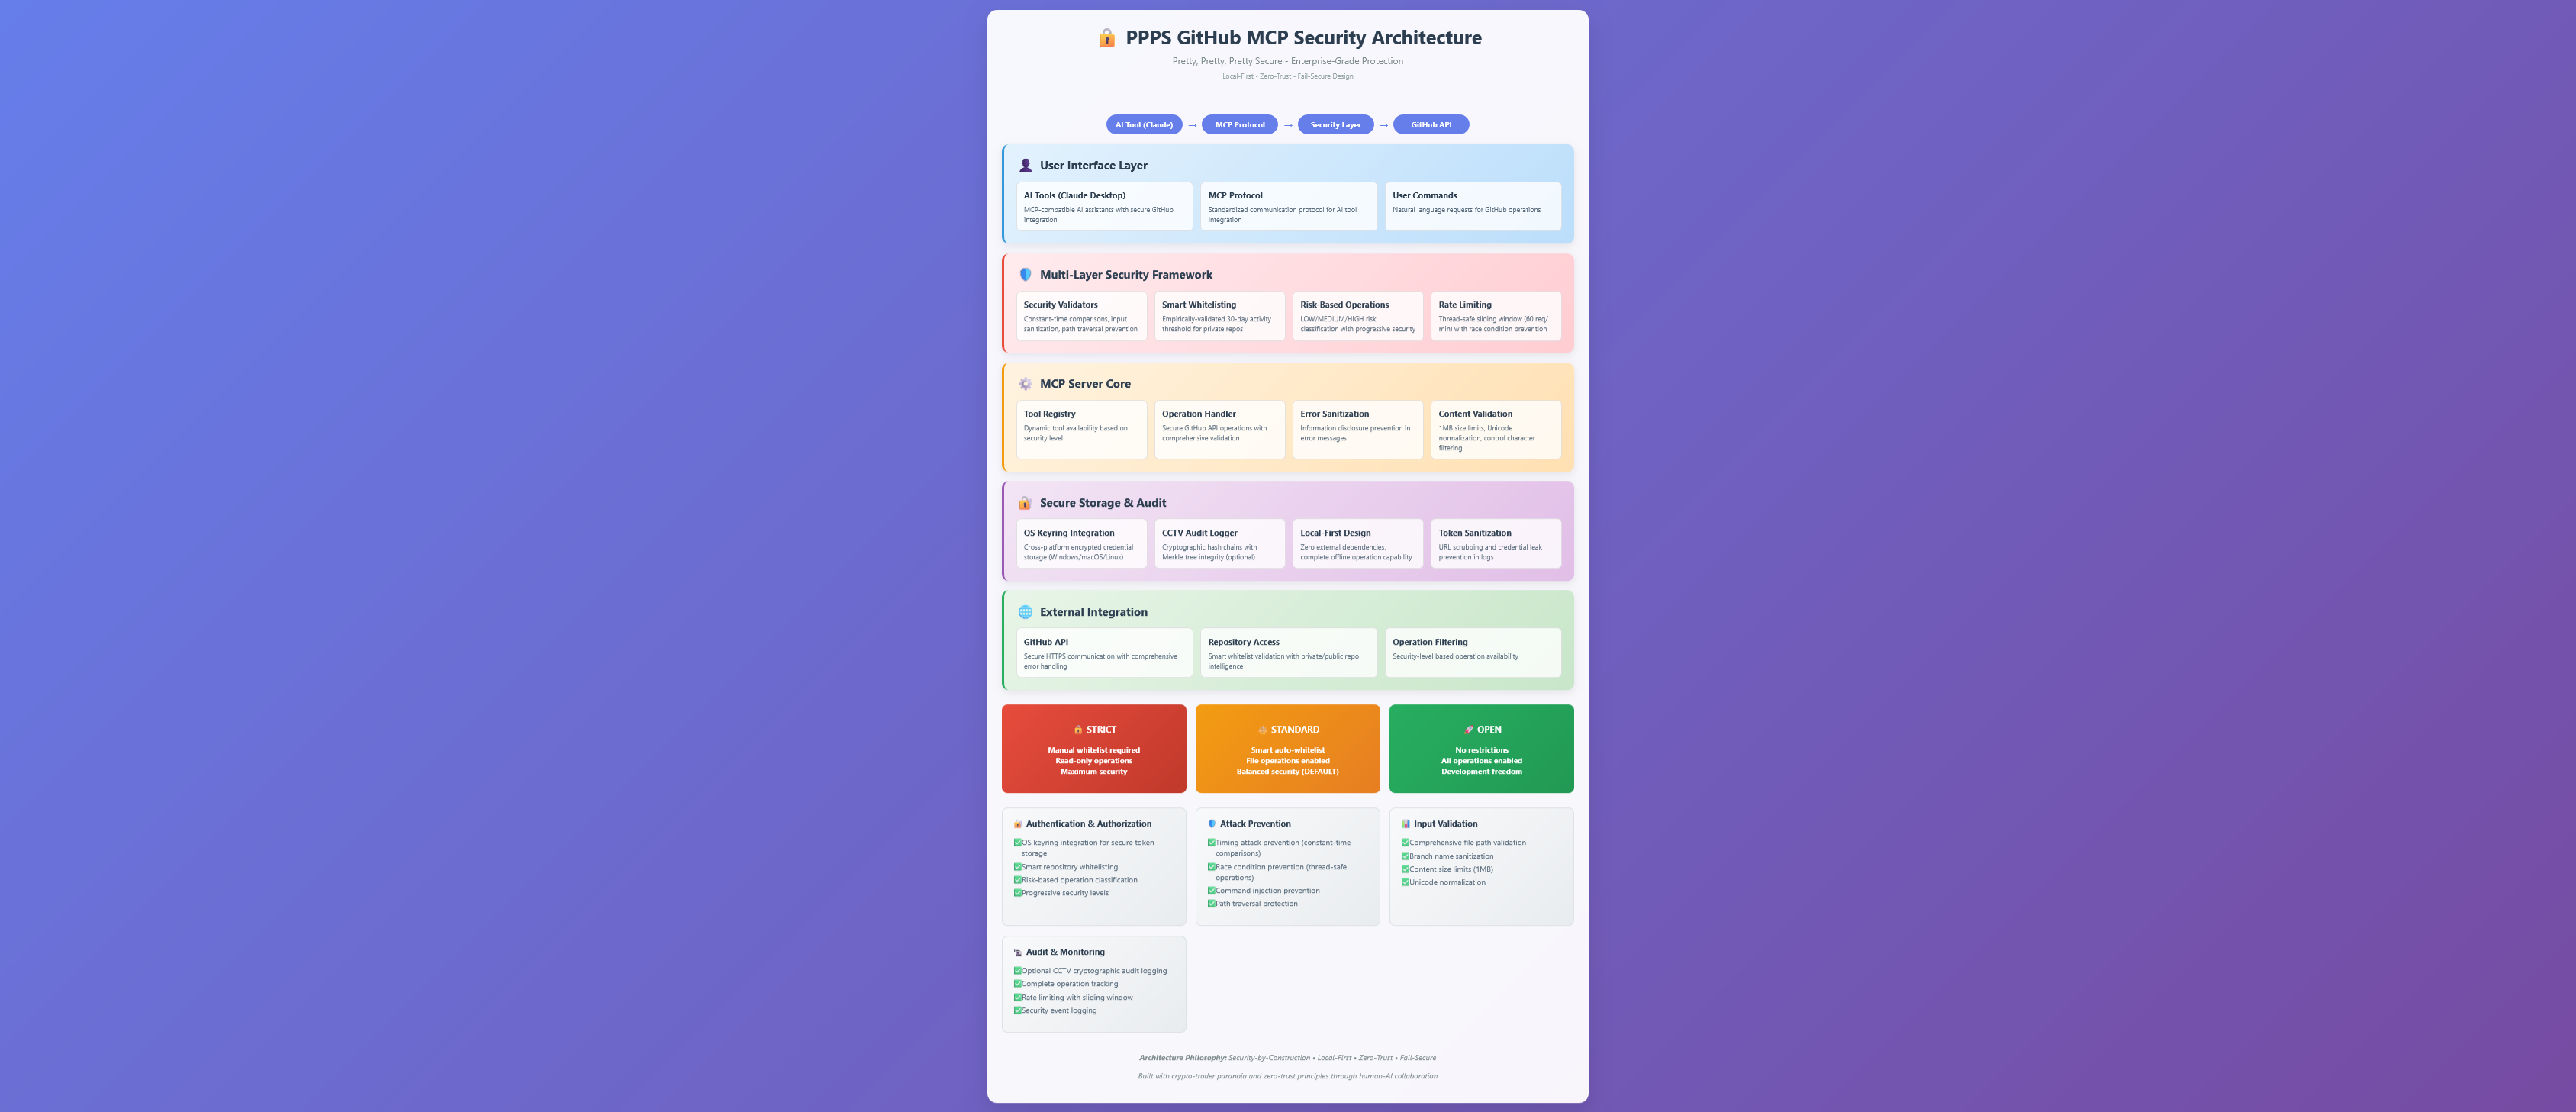 PPPS GitHub MCP Security Architecture
Pretty, Pretty, Pretty Secure - Enterprise-Grade Protection
Local-First • Zero-Trust • Fail-Secure Design
AI Tool (Claude) → MCP Protocol → Security Layer → GitHub API
User Interface Layer
AI Tools (Claude Desktop)
MCP-compatible AI assistants with secure GitHub
integration
MCP Protocol
Standardized communication protocol for AI tool
integration
User Commands
Natural language requests for GitHub operations
Multi-Layer Security Framework
Security Validators
Constant-time comparisons, input
sanitization, path traversal prevention
Smart Whitelisting
Empirically-validated 30-day activity
threshold for private repos
Risk-Based Operations
LOW/MEDIUM/HIGH risk
classification with progressive security
Rate Limiting
Thread-safe sliding window (60 req/
min) with race condition prevention
MCP Server Core
Tool Registry
Dynamic tool availability based on
security level
Operation Handler
Secure GitHub API operations with
comprehensive validation
Error Sanitization
Information disclosure prevention in
error messages
Content Validation
1MB size limits, Unicode
normalization, control character
filtering
Secure Storage & Audit
OS Keyring Integration
Cross-platform encrypted credential
storage (Windows/macOS/Linux)
CCTV Audit Logger
Cryptographic hash chains with
Merkle tree integrity (optional)
Local-First Design
Zero external dependencies,
complete offline operation capability
Token Sanitization
URL scrubbing and credential leak
prevention in logs
External Integration
GitHub API
Secure HTTPS communication with comprehensive
error handling
Repository Access
Smart whitelist validation with private/public repo
intelligence
Operation Filtering
Security-level based operation availability
STRICT
Manual whitelist required
Read-only operations
Maximum security
STANDARD
Smart auto-whitelist
File operations enabled
Balanced security (DEFAULT)
OPEN
No restrictions
All operations enabled
Development freedom
Authentication & Authorization
✅OS keyring integration for secure token
storage
✅Smart repository whitelisting
✅Risk-based operation classification
✅Progressive security levels
Attack Prevention
✅Timing attack prevention (constant-time
comparisons)
✅Race condition prevention (thread-safe
operations)
✅Command injection prevention
✅Path traversal protection
Input Validation
✅Comprehensive file path validation
✅Branch name sanitization
✅Content size limits (1MB)
✅Unicode normalization
Audit & Monitoring
✅Optional CCTV cryptographic audit logging
✅Complete operation tracking
✅Rate limiting with sliding window
✅Security event logging
Architecture Philosophy: Security-by-Construction • Local-First • Zero-Trust • Fail-Secure
Built with crypto-trader paranoia and zero-trust principles through human-AI collaboration